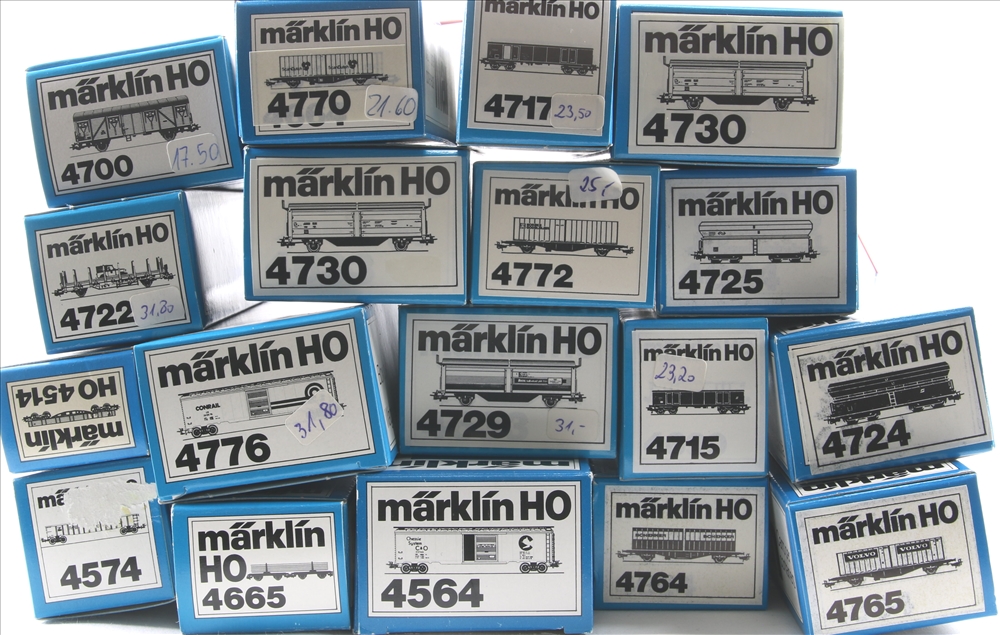 märklin HO
4700
17.50
märklin HO
4770
21.60
märklin HO
4717
23,50
märklin HO
4730
märklin HO
4722
31,80
märklin HO
4730
märklin HO
25,-
4772
märklin HO
4725
märklin
HO 4514
märklin HO
CONRAIL
4776
31,80
märklin HO
4729
31,-
märklin HO
23,20
4715
märklin HO
4724
4574
märklin
HO
4665
märklin HO
Chessie
System
C&O
4564
märklin HO
4764
märklin HO
VOLVO VOLVO
4765